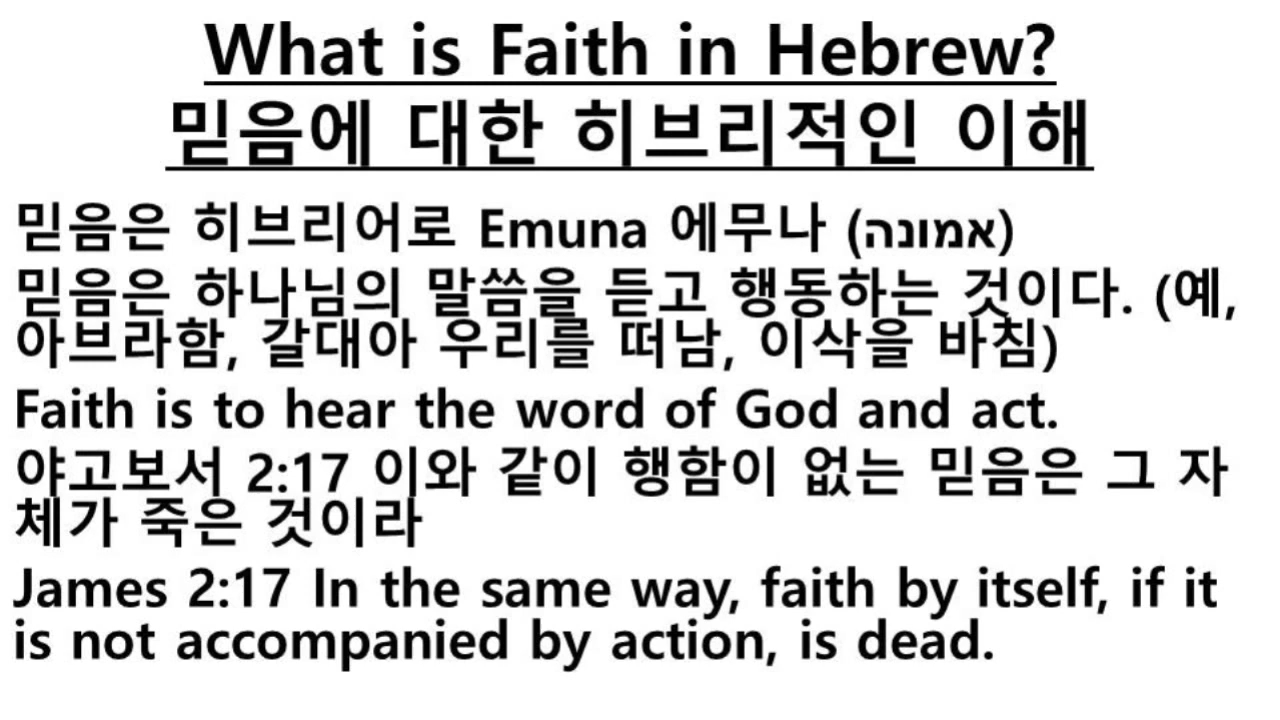 What is Faith in Hebrew?
믿음에 대한 히브리적인 이해
믿음은 히브리어로 Emuna 에무나 (אמונה)
믿음은 하나님의 말씀을 듣고 행동하는 것이다. (예,
아브라함, 갈대아 우리를 떠남, 이삭을 바침)
Faith is to hear the word of God and act.
야고보서 2:17 이와 같이 행함이 없는 믿음은 그 자
체가 죽은 것이라
James 2:17 In the same way, faith by itself, if it
is not accompanied by action, is dead.